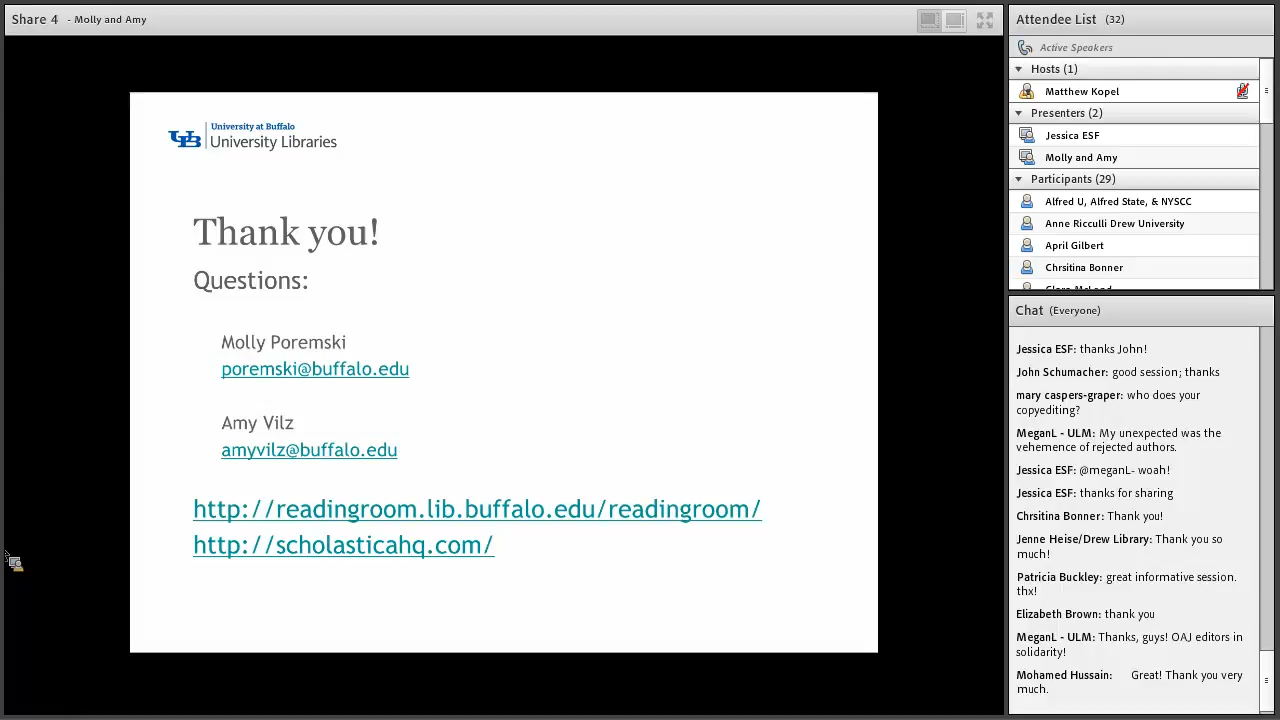 Share 4 - Molly and Amy
UB
University at Buffalo
University Libraries
Thank you!
Questions:
Molly Poremski
poremski@buffalo.edu
Amy Vilz
amyvilz@buffalo.edu
http://readingroom.lib.buffalo.edu/readingroom/
http://scholasticahq.com/
Attendee List (32)
Active Speakers
Hosts (1)
Matthew Kopel
Presenters (2)
Jessica ESF
Molly and Amy
Participants (29)
Alfred U, Alfred State, & NYSCC
Anne Ricculli Drew University
April Gilbert
Chrsitina Bonner
Chat (Everyone)
Jessica ESF: thanks John!
John Schumacher: good session; thanks
mary caspers-graper: who does your
copyediting?
MeganL - ULM: My unexpected was the
vehemence of rejected authors.
Jessica ESF: @meganL- woah!
Jessica ESF: thanks for sharing
Chrsitina Bonner: Thank you!
Jenne Heise/Drew Library: Thank you so
much!
Patricia Buckley: great informative session.
thx!
Elizabeth Brown: thank you
MeganL - ULM: Thanks, guys! OAJ editors in
solidarity!
Mohamed Hussain: Great! Thank you very
much.